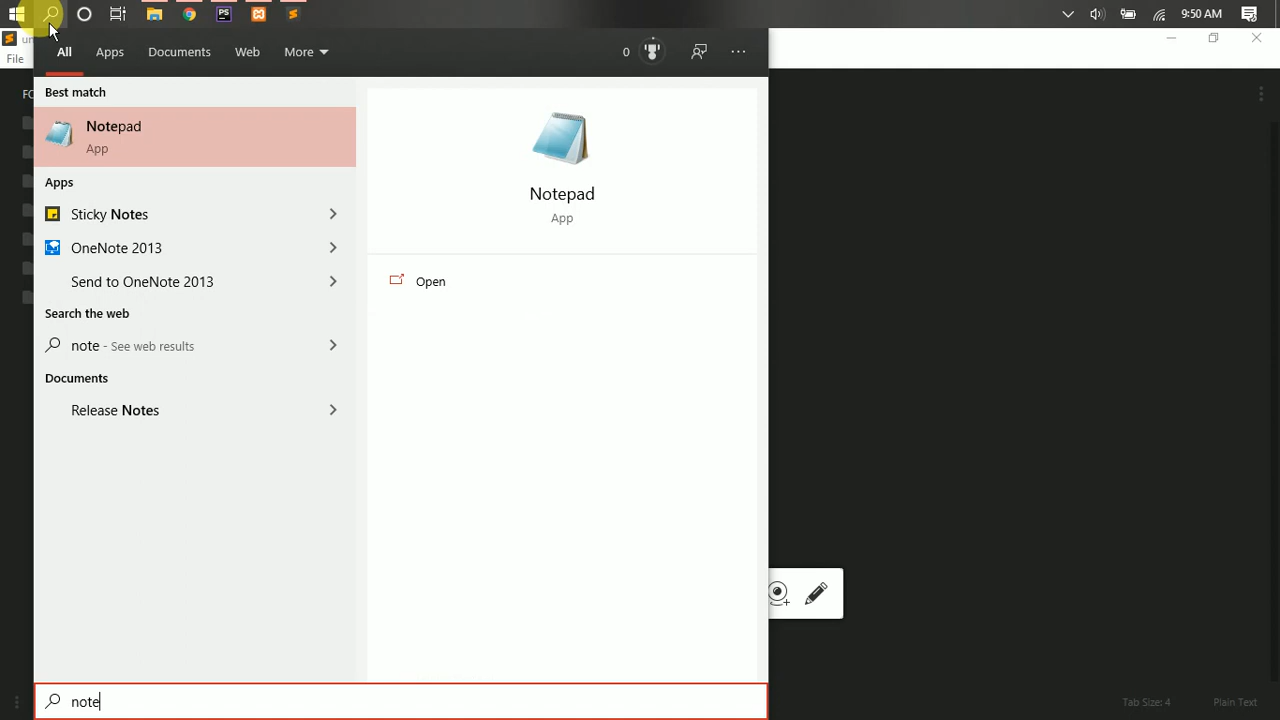 9:50 AM
un
File
All Apps Documents Web More 0
FO
Best match
Notepad
App
Apps
Sticky Notes
OneNote 2013
Send to OneNote 2013
Search the web
note - See web results
Documents
Release Notes
Notepad
App
Open
note
Tab Size: 4 Plain Text